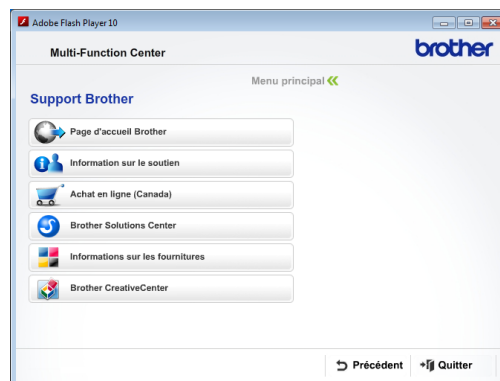 Adobe Flash Player 10
Multi-Function Center
brother
Menu principal
Support Brother
Page d'accueil Brother
Information sur le soutien
Achat en ligne (Canada)
Brother Solutions Center
Informations sur les fournitures
Brother CreativeCenter
Précédent
Quitter